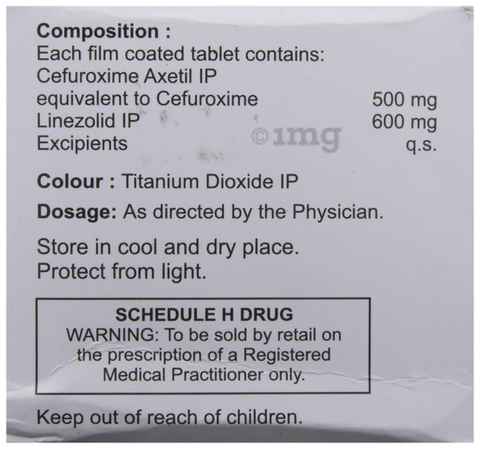 Composition :
Each film coated tablet contains:
Cefuroxime Axetil IP
equivalent to Cefuroxime 500 mg
Linezolid IP 600 mg
Excipients q.s.
©1mg
Colour : Titanium Dioxide IP
Dosage: As directed by the Physician.
Store in cool and dry place.
Protect from light.
SCHEDULE H DRUG
WARNING: To be sold by retail on
the prescription of a Registered
Medical Practitioner only.
Keep out of reach of children.